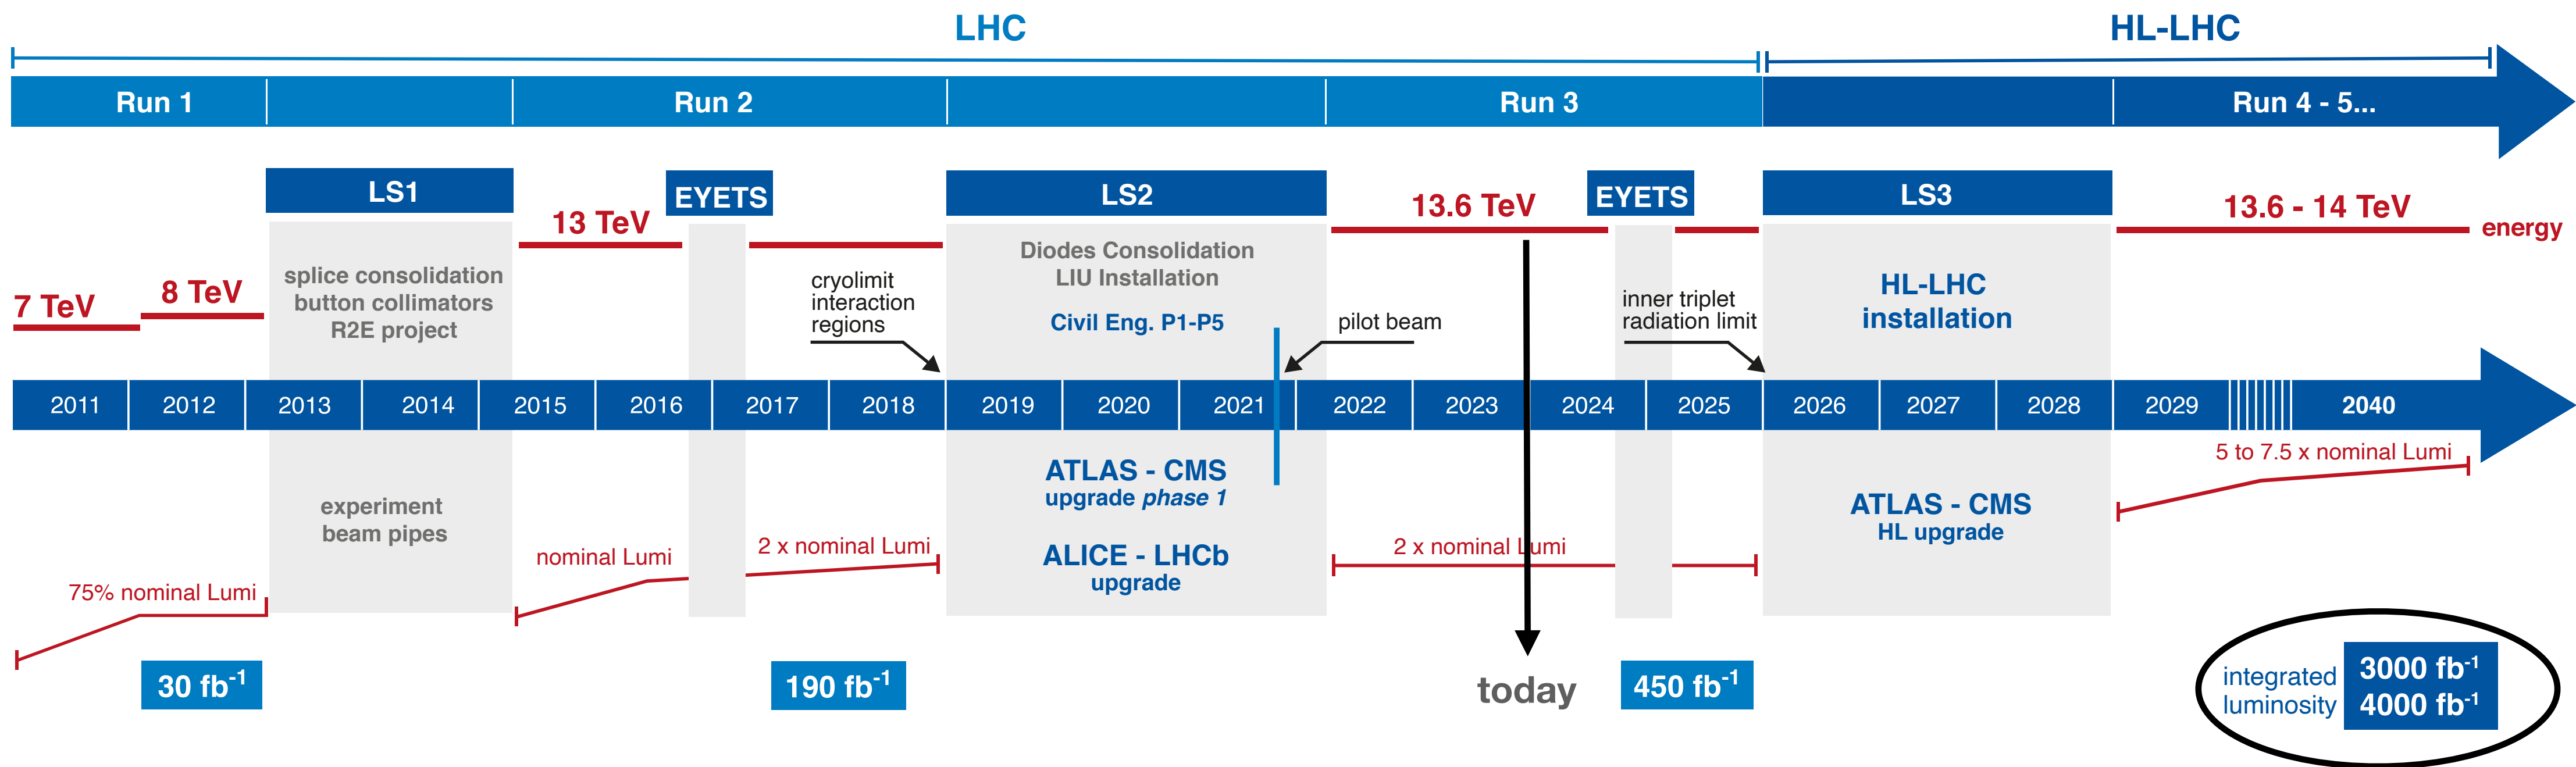 LHC
HL-LHC
Run 1
Run 2
Run 3
Run 4 - 5...
LS1
EYETS
LS2
EYETS
LS3
13 TeV
13.6 TeV
13.6 - 14 TeV
energy
7 TeV
8 TeV
splice consolidation
button collimators
R2E project
cryolimit
interaction
regions
Diodes Consolidation
LIU Installation
Civil Eng. P1-P5
pilot beam
inner triplet
radiation limit
HL-LHC
installation
2011
2012
2013
2014
2015
2016
2017
2018
2019
2020
2021
2022
2023
2024
2025
2026
2027
2028
2029
2040
5 to 7.5 x nominal Lumi
experiment
beam pipes
ATLAS - CMS
upgrade phase 1
ALICE - LHCb
upgrade
ATLAS - CMS
HL upgrade
75% nominal Lumi
nominal Lumi
2 x nominal Lumi
2 x nominal Lumi
30 fb-1
190 fb-1
today
450 fb-1
integrated
luminosity
3000 fb-1
4000 fb-1